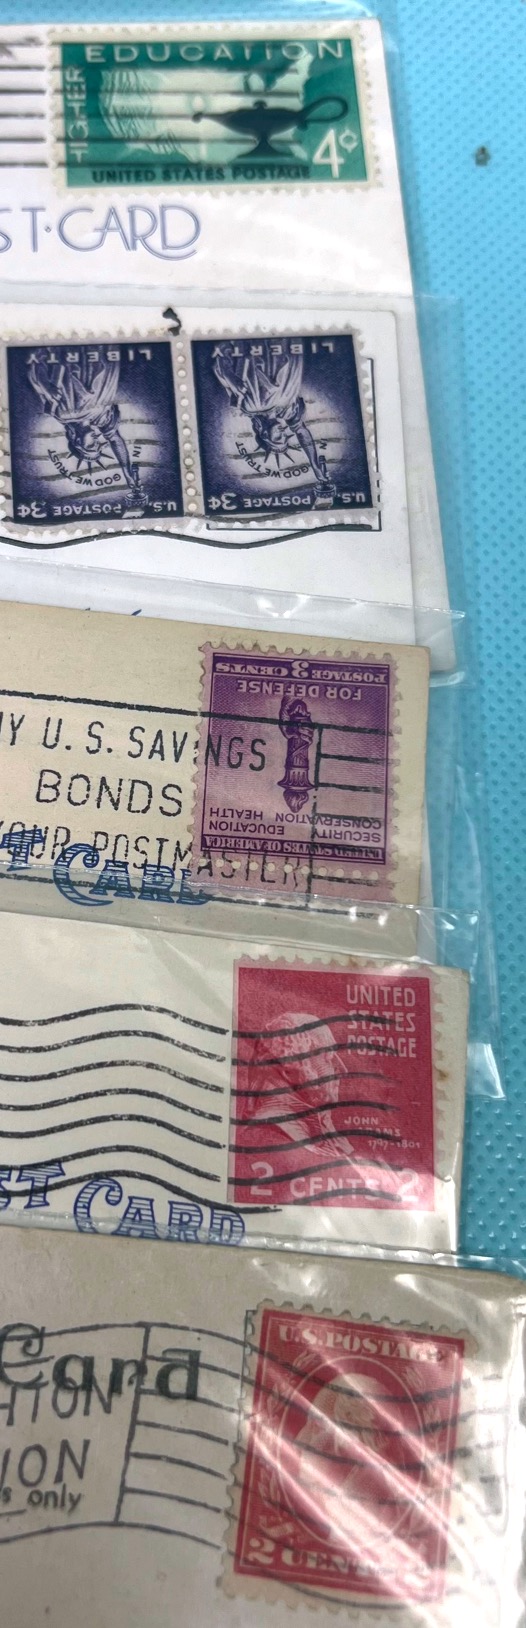 EDUCATION
HIGHER
4¢
UNITED STATES POSTAGE
ST·CARD
LIBERTY
LIBERTY
IN GOD WE TRUST
IN GOD WE TRUST
U.S. POSTAGE 3¢
U.S. POSTAGE 3¢
POSTAGE 3 CENTS
FOR DEFENSE
Y U.S. SAVINGS
BONDS
YOUR POSTMASTER
SECURITY EDUCATION
CONSERVATION HEALTH
UNITED STATES OF AMERICA
T CARD
UNITED
STATES
POSTAGE
JOHN
ADAMS
1797-1801
2 CENTS 2
ST CARD
U.S. POSTAGE
Card
ION
s only
2 CENTS 2